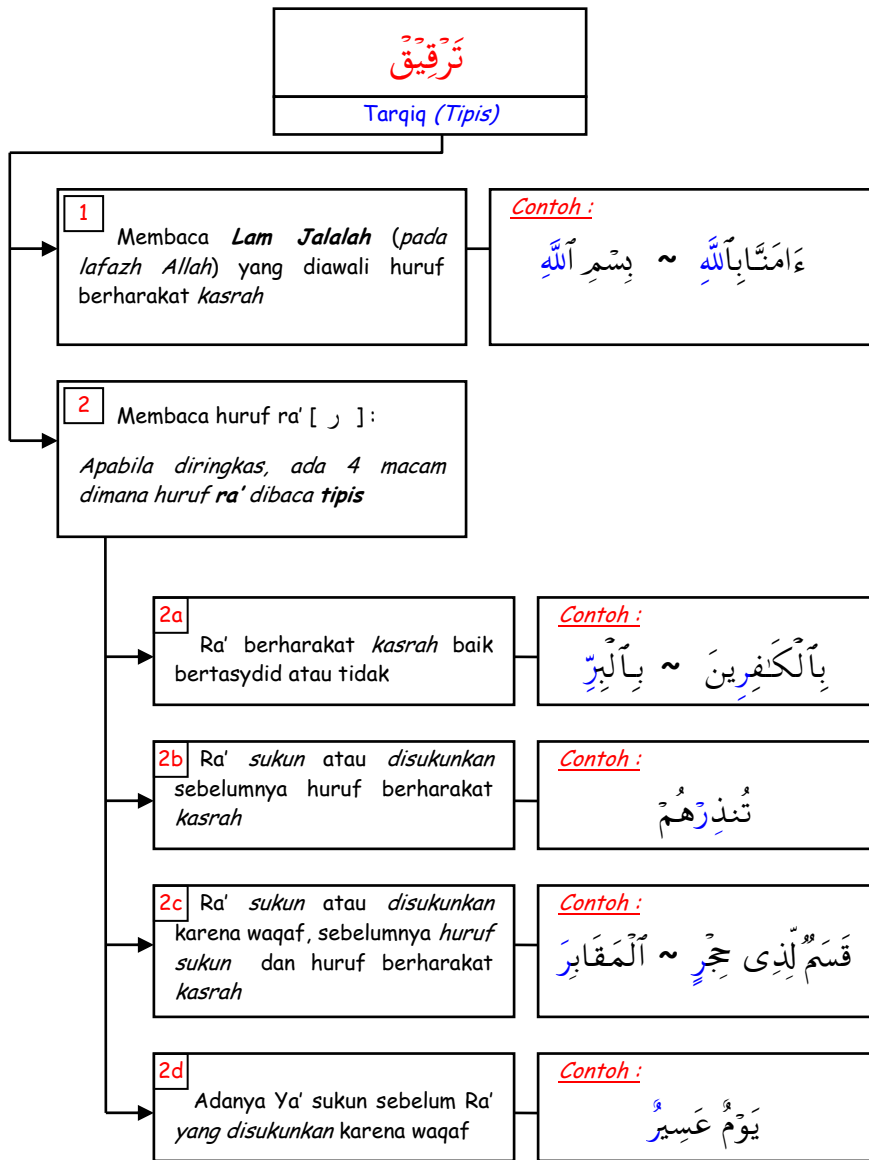 تَرْقِيْقٌ
Tarqiq (Tipis)
1
Membaca Lam Jalalah (pada
lafazh Allah) yang diawali huruf
berharakat kasrah
Contoh :
ءَامَنَّا بِٱللَّهِ ~ بِسْمِ ٱللَّهِ
2
Membaca huruf ra' [ ر ] :
Apabila diringkas, ada 4 macam
dimana huruf ra' dibaca tipis
2a
Ra' berharakat kasrah baik
bertasydid atau tidak
Contoh :
بِٱلْكَـٰفِرِينَ ~ بِٱلْبِرِّ
2b
Ra' sukun atau disukunkan
sebelumnya huruf berharakat
kasrah
Contoh :
تُنذِرْهُمْ
2c
Ra' sukun atau disukunkan
karena waqaf, sebelumnya huruf
sukun dan huruf berharakat
kasrah
Contoh :
قَسَمٌ لِّذِى حِجْرٍ ~ ٱلْمَقَابِرَ
2d
Adanya Ya' sukun sebelum Ra'
yang disukunkan karena waqaf
Contoh :
يَوْمٌ عَسِيرٌ